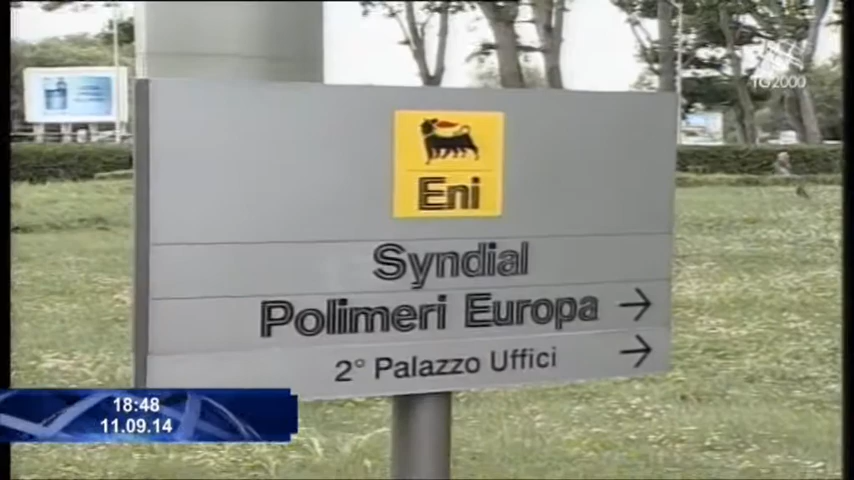 TG2000
Eni
Syndial
Polimeri Europa →
2° Palazzo Uffici →
18:48
11.09.14